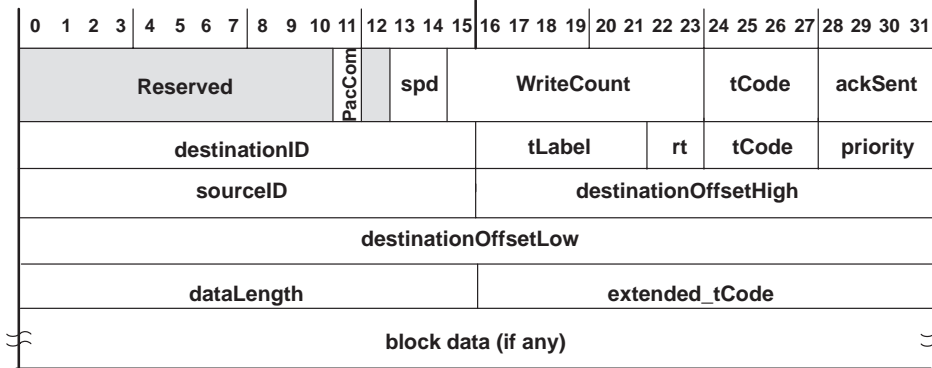 0 1 2 3 4 5 6 7 8 9 10 11 12 13 14 15 16 17 18 19 20 21 22 23 24 25 26 27 28 29 30 31
Reserved PacCom spd WriteCount tCode ackSent
destinationID tLabel rt tCode priority
sourceID destinationOffsetHigh
destinationOffsetLow
dataLength extended_tCode
block data (if any)